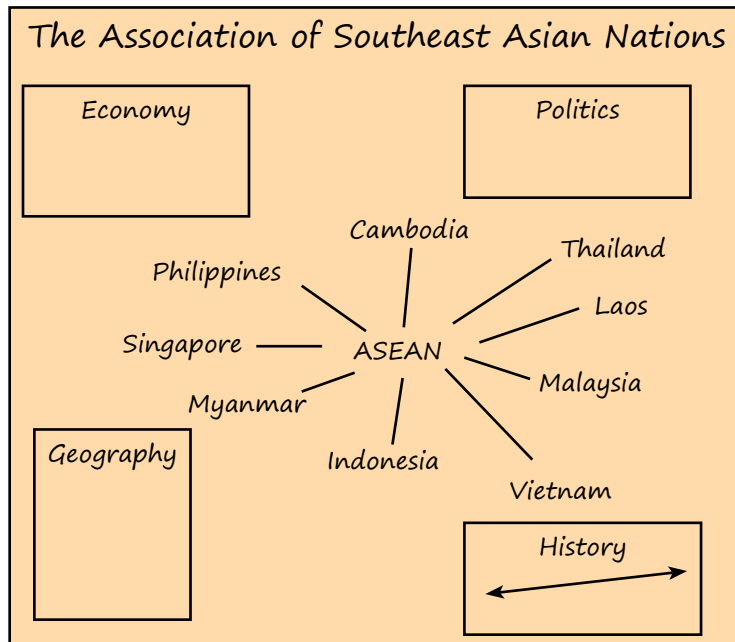 The Association of Southeast Asian Nations
Economy
Politics
Cambodia
Thailand
Philippines
Laos
Singapore
ASEAN
Malaysia
Myanmar
Geography
Indonesia
Vietnam
History